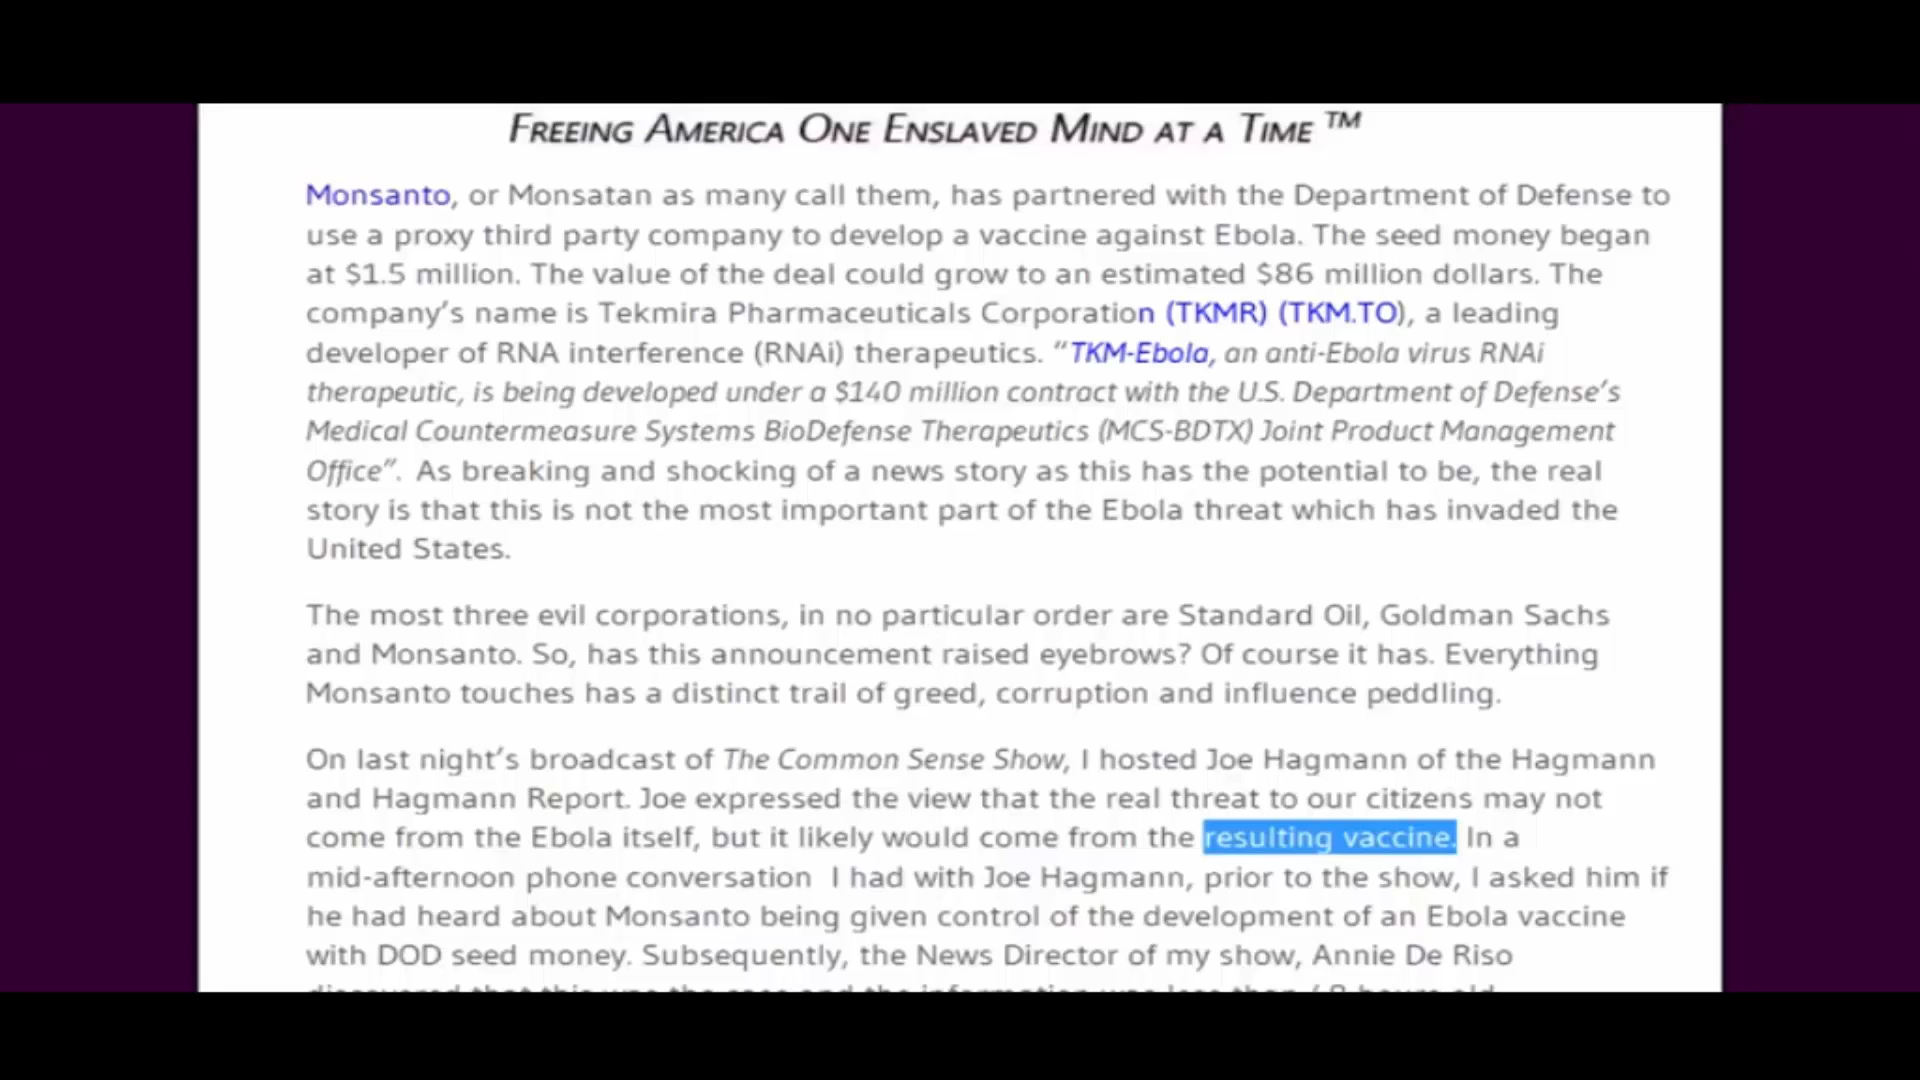 FREEING AMERICA ONE ENSLAVED MIND AT A TIME ™
Monsanto, or Monsatan as many call them, has partnered with the Department of Defense to
use a proxy third party company to develop a vaccine against Ebola. The seed money began
at $1.5 million. The value of the deal could grow to an estimated $86 million dollars. The
company’s name is Tekmira Pharmaceuticals Corporation (TKMR) (TKM.TO), a leading
developer of RNA interference (RNAi) therapeutics. “TKM-Ebola, an anti-Ebola virus RNAi
therapeutic, is being developed under a $140 million contract with the U.S. Department of Defense’s
Medical Countermeasure Systems BioDefense Therapeutics (MCS-BDTX) Joint Product Management
Office”. As breaking and shocking of a news story as this has the potential to be, the real
story is that this is not the most important part of the Ebola threat which has invaded the
United States.
The most three evil corporations, in no particular order are Standard Oil, Goldman Sachs
and Monsanto. So, has this announcement raised eyebrows? Of course it has. Everything
Monsanto touches has a distinct trail of greed, corruption and influence peddling.
On last night’s broadcast of The Common Sense Show, I hosted Joe Hagmann of the Hagmann
and Hagmann Report. Joe expressed the view that the real threat to our citizens may not
come from the Ebola itself, but it likely would come from the resulting vaccine. In a
mid-afternoon phone conversation I had with Joe Hagmann, prior to the show, I asked him if
he had heard about Monsanto being given control of the development of an Ebola vaccine
with DOD seed money. Subsequently, the News Director of my show, Annie De Riso